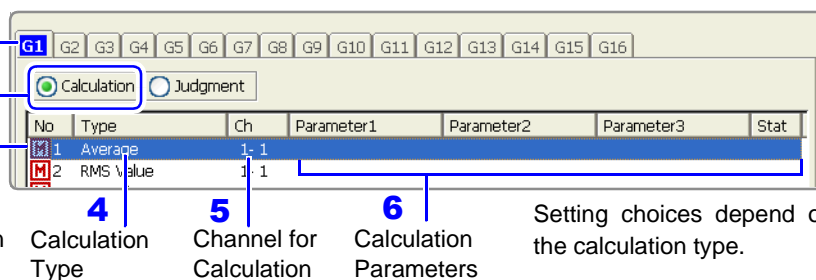 G1 G2 G3 G4 G5 G6 G7 G8 G9 G10 G11 G12 G13 G14 G15 G16
Calculation Judgment
No Type Ch Parameter1 Parameter2 Parameter3 Stat
M 1 Average 1- 1
M 2 RMS Value 1- 1
4 5 6
Calculation Type
Channel for Calculation
Calculation Parameters
Setting choices depend
the calculation type.